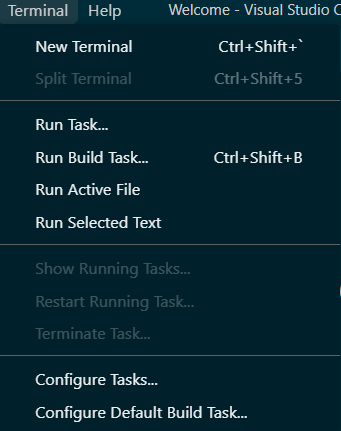 Terminal Help Welcome - Visual Studio C
New Terminal Ctrl+Shift+`
Split Terminal Ctrl+Shift+5
Run Task...
Run Build Task... Ctrl+Shift+B
Run Active File
Run Selected Text
Show Running Tasks...
Restart Running Task...
Terminate Task...
Configure Tasks...
Configure Default Build Task...